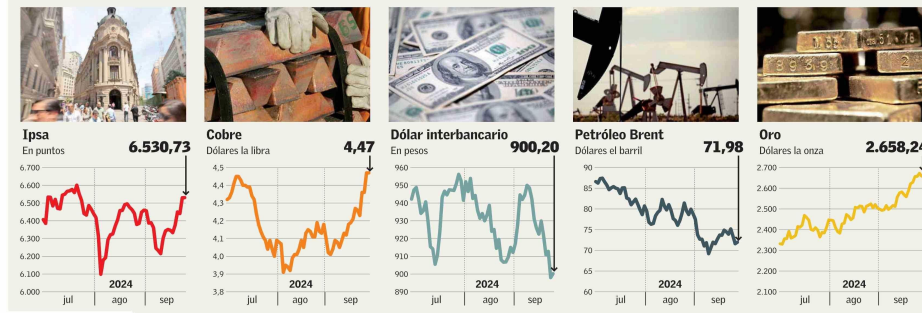 Ipsa
En puntos 6.530,73
6.700
6.600
6.500
6.400
6.300
6.200
6.100
6.000
2024
jul ago sep
Cobre
Dólares la libra 4,47
4,5
4,4
4,3
4,2
4,1
4,0
3,9
3,8
2024
jul ago sep
Dólar interbancario
En pesos 900,20
960
950
940
930
920
910
900
890
2024
jul ago sep
Petróleo Brent
Dólares el barril 71,98
90
85
80
75
70
65
60
2024
jul ago sep
Oro
Dólares la onza 2.658,24
2.700
2.600
2.500
2.400
2.300
2.200
2.100
2024
jul ago sep